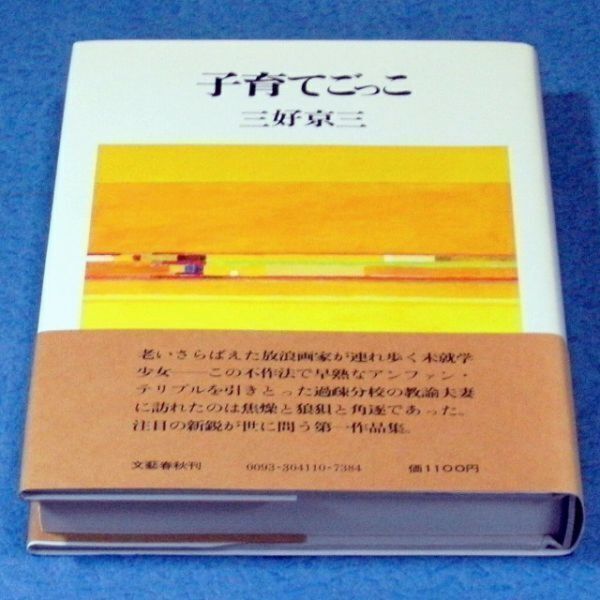 子育てごっこ
三好京三
老いさらばえた放浪画家が連れ歩く未就学
少女――この不作法で早熟なアンファン・
テリブルを引きとった過疎分校の教諭夫妻
に訪れたのは焦燥と狼狽と角逐であった。
注目の新鋭が世に問う第一作品集。
文藝春秋刊 0093-304110-7384 価1100円